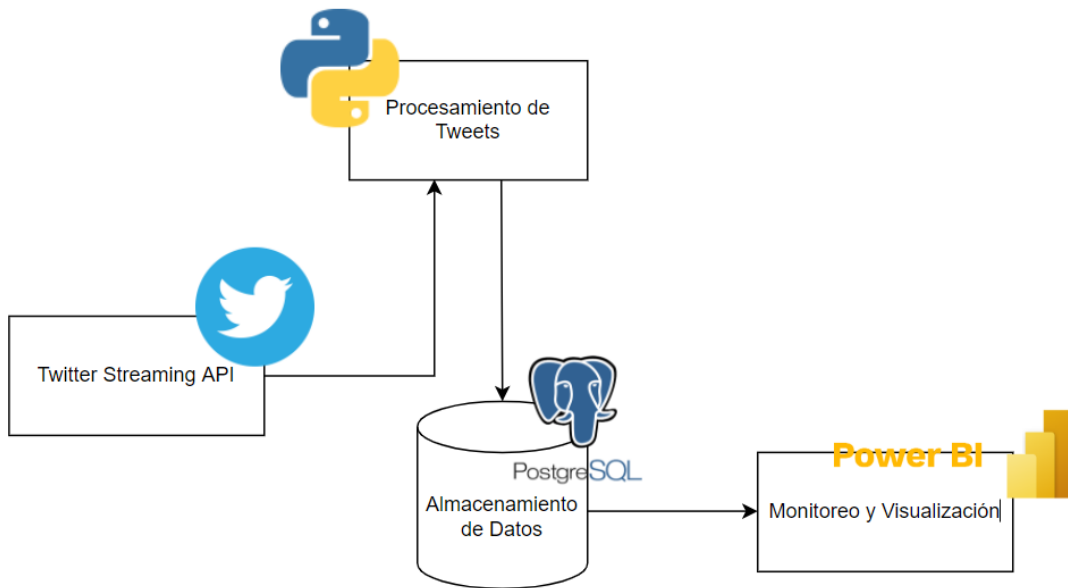 Procesamiento de
Tweets
Twitter Streaming API
PostgreSQL
Almacenamiento
de Datos
Power BI
Monitoreo y Visualización